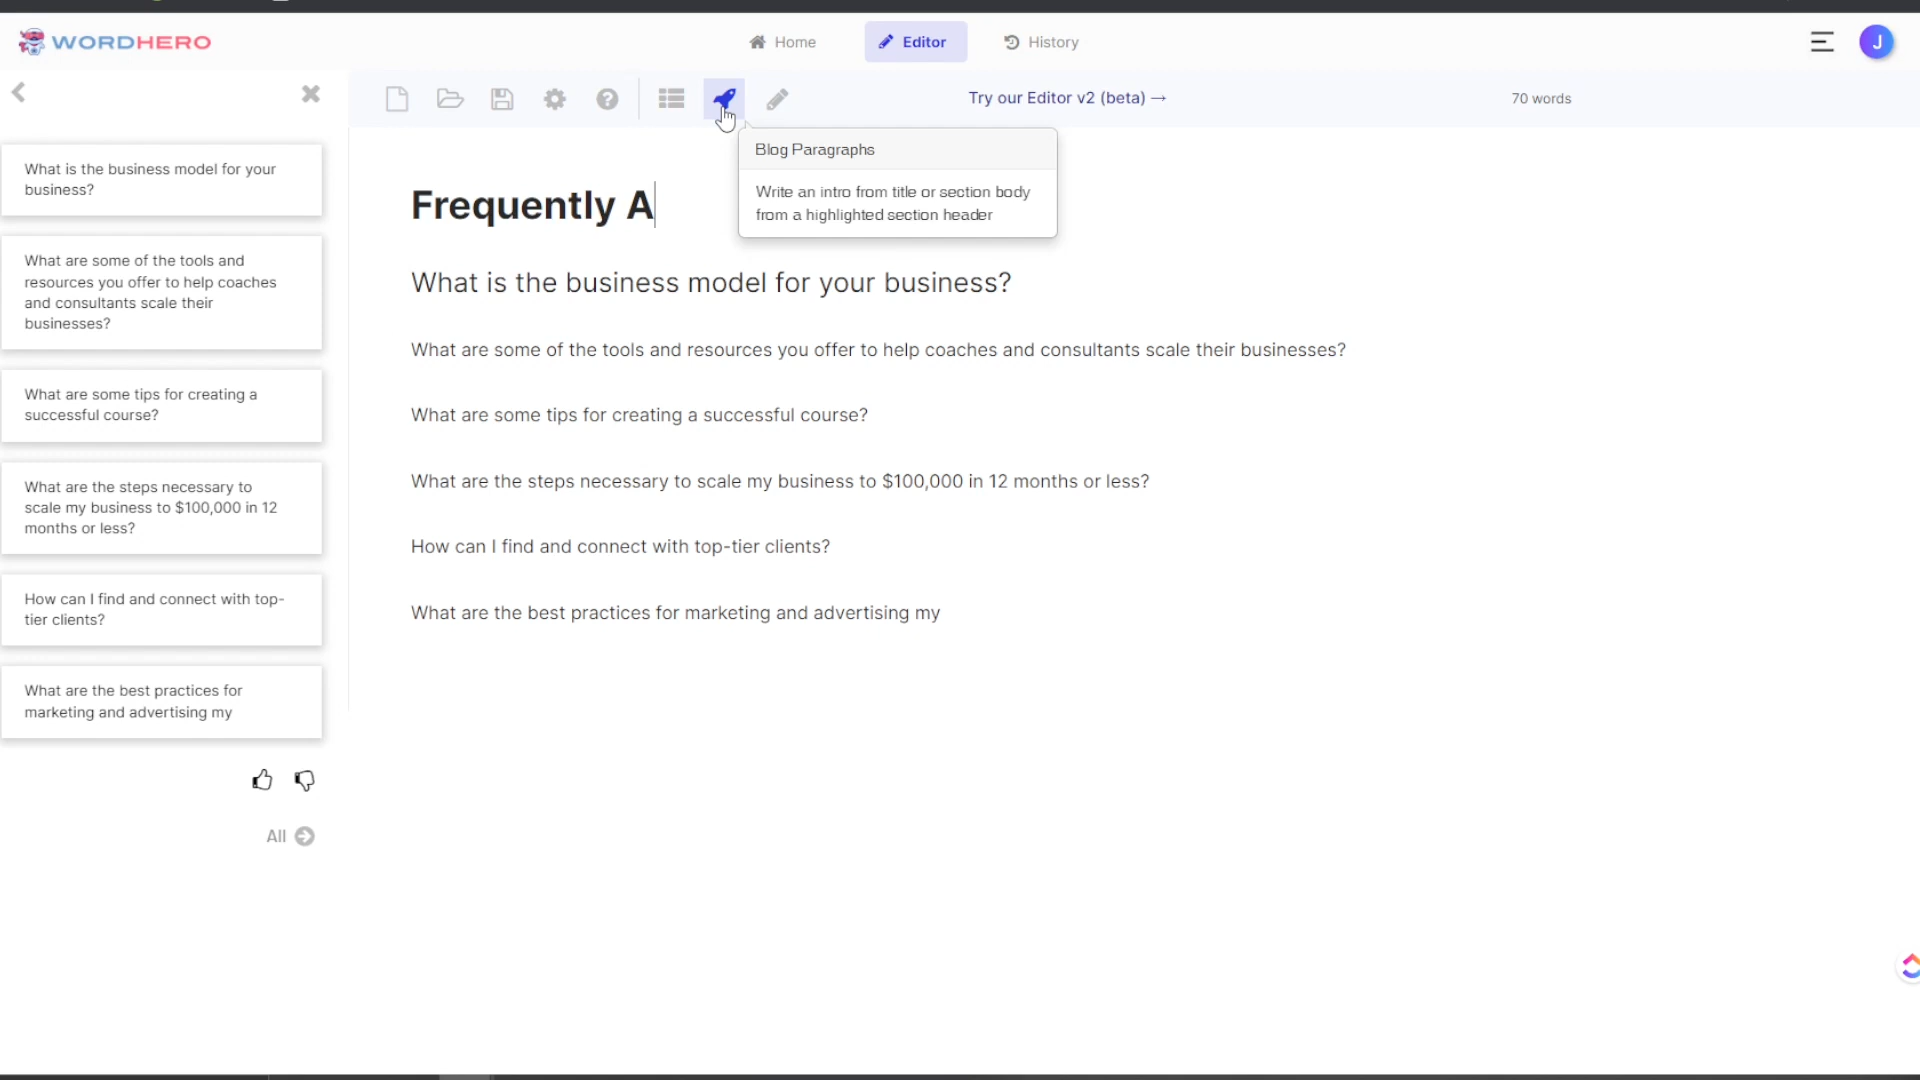 WORDHERO
Home
Editor
History
J
Try our Editor v2 (beta) →
70 words
What is the business model for your
business?
What are some of the tools and
resources you offer to help coaches
and consultants scale their
businesses?
What are some tips for creating a
successful course?
What are the steps necessary to
scale my business to $100,000 in 12
months or less?
How can I find and connect with top-
tier clients?
What are the best practices for
marketing and advertising my
All
Blog Paragraphs
Write an intro from title or section body
from a highlighted section header
Frequently A
What is the business model for your business?
What are some of the tools and resources you offer to help coaches and consultants scale their businesses?
What are some tips for creating a successful course?
What are the steps necessary to scale my business to $100,000 in 12 months or less?
How can I find and connect with top-tier clients?
What are the best practices for marketing and advertising my